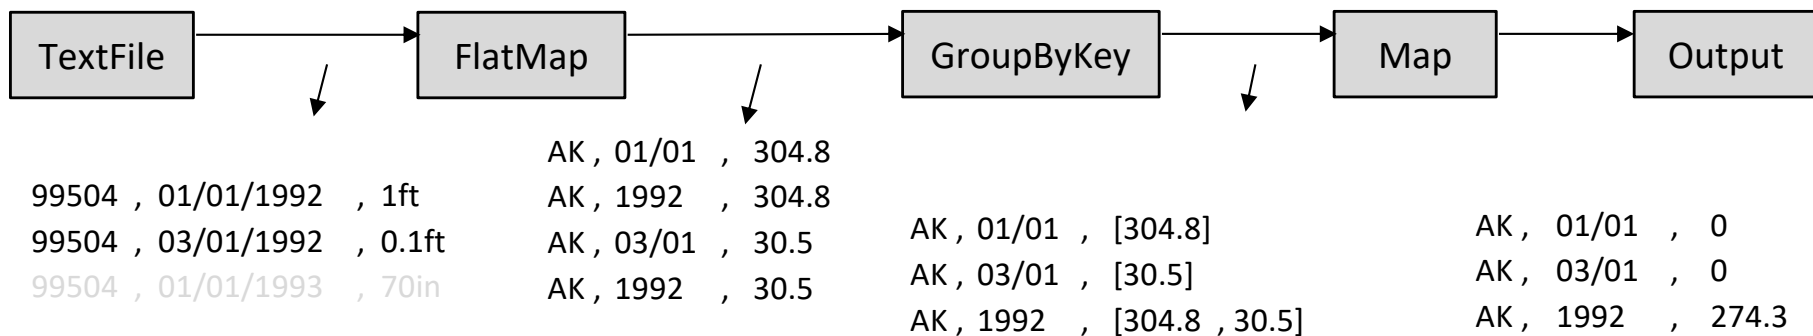 TextFile
FlatMap
GroupByKey
Map
Output
99504 , 01/01/1992 , 1ft
99504 , 03/01/1992 , 0.1ft
99504 , 01/01/1993 , 70in
AK , 01/01 , 304.8
AK , 1992 , 304.8
AK , 03/01 , 30.5
AK , 1992 , 30.5
AK , 01/01 , [304.8]
AK , 03/01 , [30.5]
AK , 1992 , [304.8 , 30.5]
AK , 01/01 , 0
AK , 03/01 , 0
AK , 1992 , 274.3